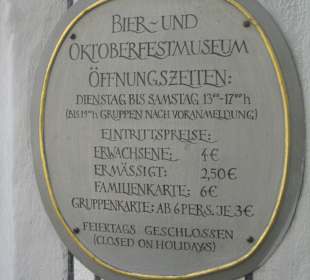 BIER- UND
OKTOBERFESTMUSEUM
ÖFFNUNGSZEITEN:
DIENSTAG BIS SAMSTAG 13⁰⁰-17⁰⁰h
(BIS 19⁰⁰h GRUPPEN NACH VORANMELDUNG)
EINTRITTSPREISE:
ERWACHSENE: 4€
ERMÄSSIGT: 2,50€
FAMILIENKARTE: 6€
GRUPPENKARTE: AB 6 PERS. JE 3€
FEIERTAGS GESCHLOSSEN
(CLOSED ON HOLIDAYS)